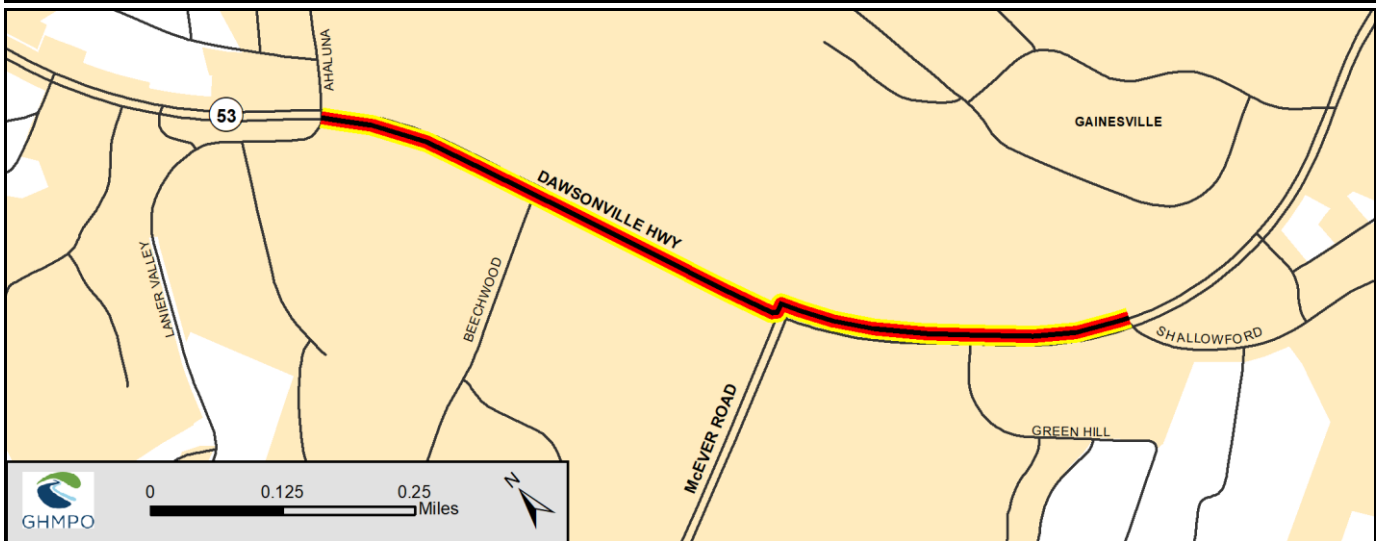 AHALUNA
53
GAINESVILLE
DAWSONVILLE HWY
LANIER VALLEY
BEECHWOOD
SHALLOWFORD
McEVER ROAD
GREEN HILL
GHMPO
0 0.125 0.25
Miles
N